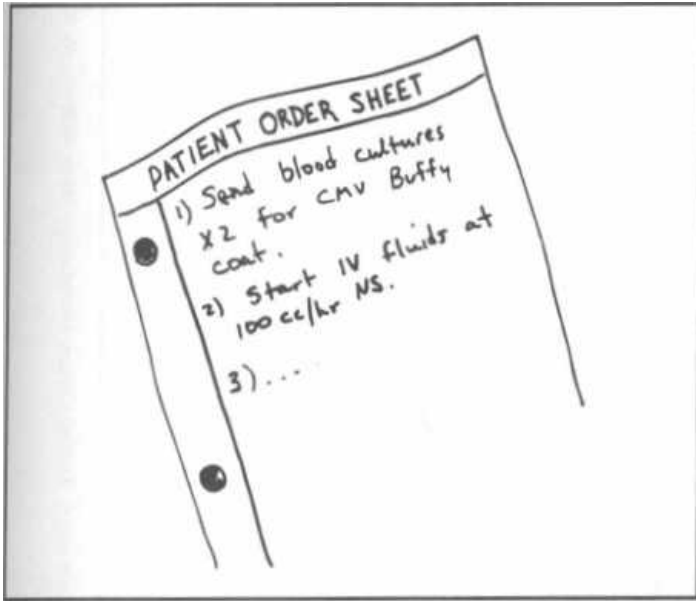 PATIENT ORDER SHEET
1) Send blood cultures
X2 for CMV Buffy
coat.
2) Start IV fluids at
100 cc/hr NS.
3)....